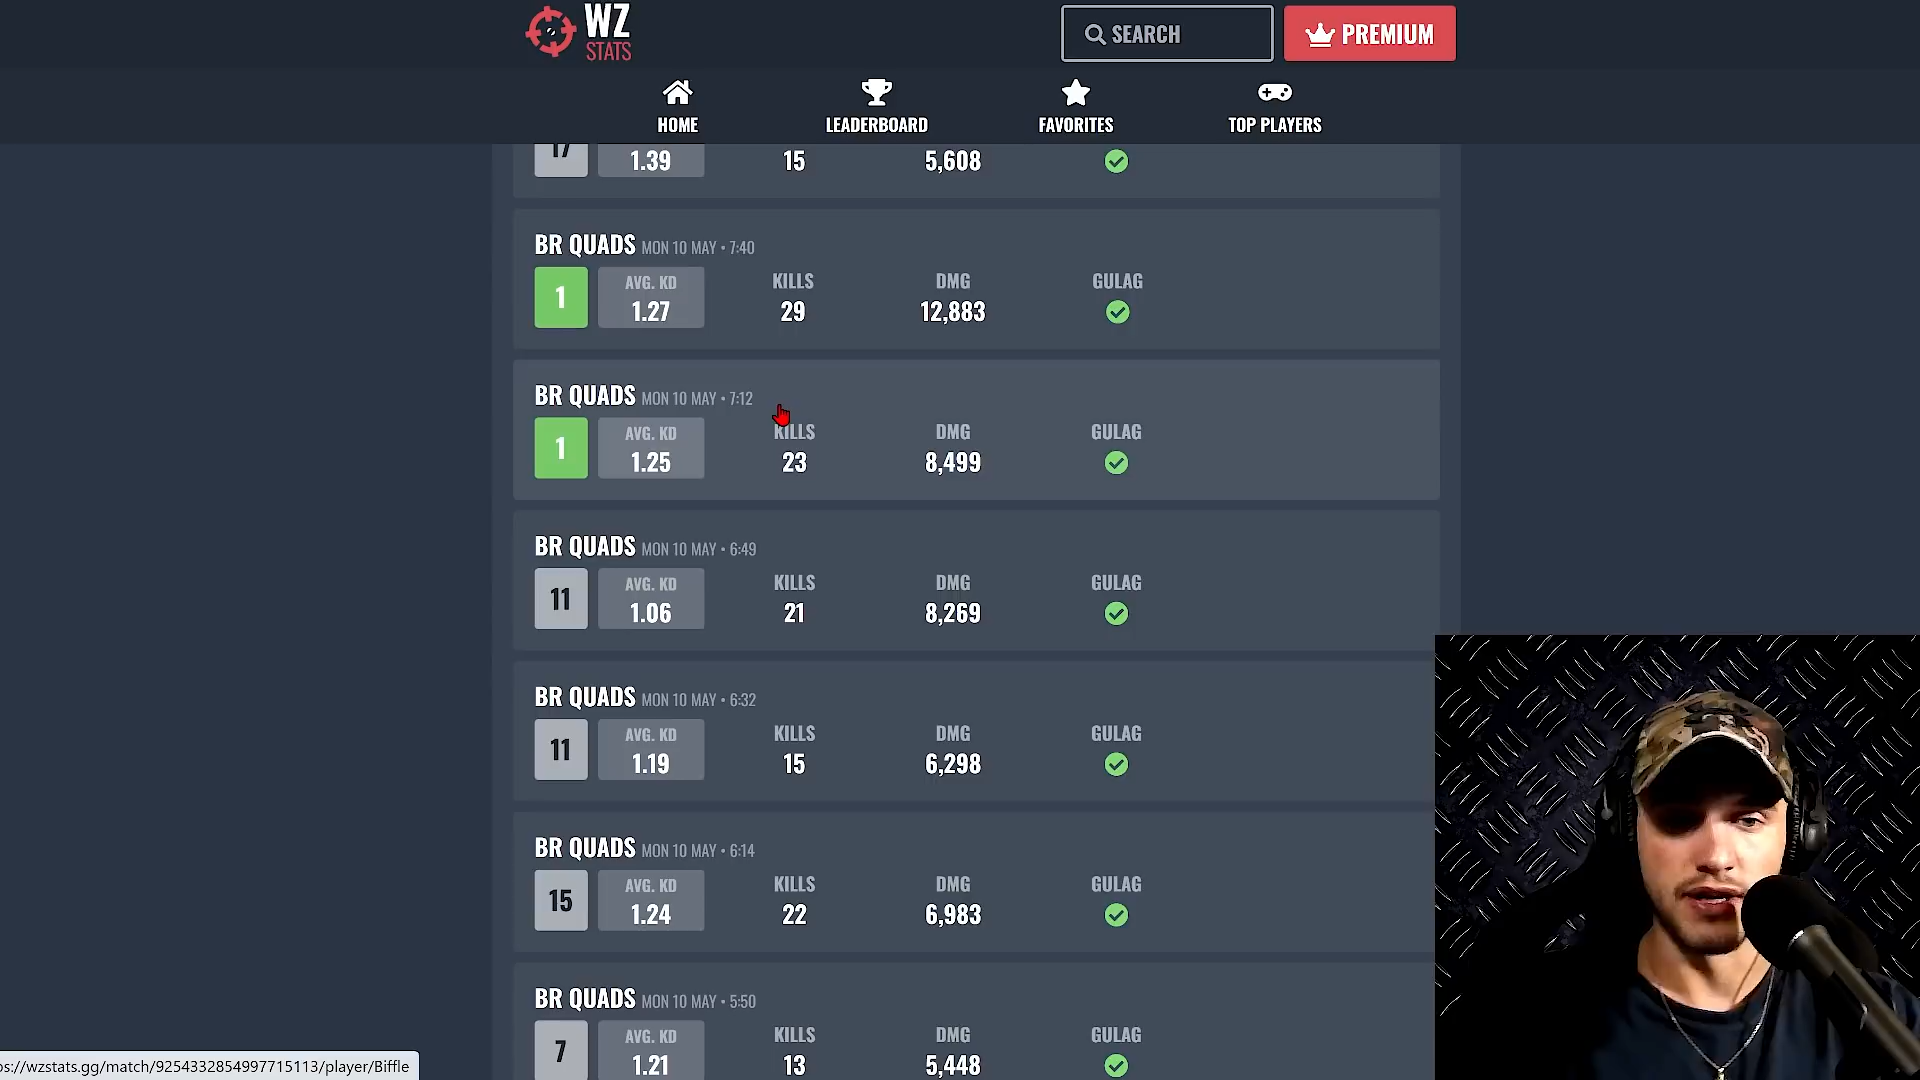 WZ
STATS
SEARCH
PREMIUM
HOME
LEADERBOARD
FAVORITES
TOP PLAYERS
17 1.39 15 5,608
BR QUADS MON 10 MAY • 7:40
AVG. KD KILLS DMG GULAG
1 1.27 29 12,883
BR QUADS MON 10 MAY • 7:12
AVG. KD KILLS DMG GULAG
1 1.25 23 8,499
BR QUADS MON 10 MAY • 6:49
AVG. KD KILLS DMG GULAG
11 1.06 21 8,269
BR QUADS MON 10 MAY • 6:32
AVG. KD KILLS DMG GULAG
11 1.19 15 6,298
BR QUADS MON 10 MAY • 6:14
AVG. KD KILLS DMG GULAG
15 1.24 22 6,983
BR QUADS MON 10 MAY • 5:50
AVG. KD KILLS DMG GULAG
7 1.21 13 5,448
ps://wzstats.gg/match/9254332854997715113/player/Biffle